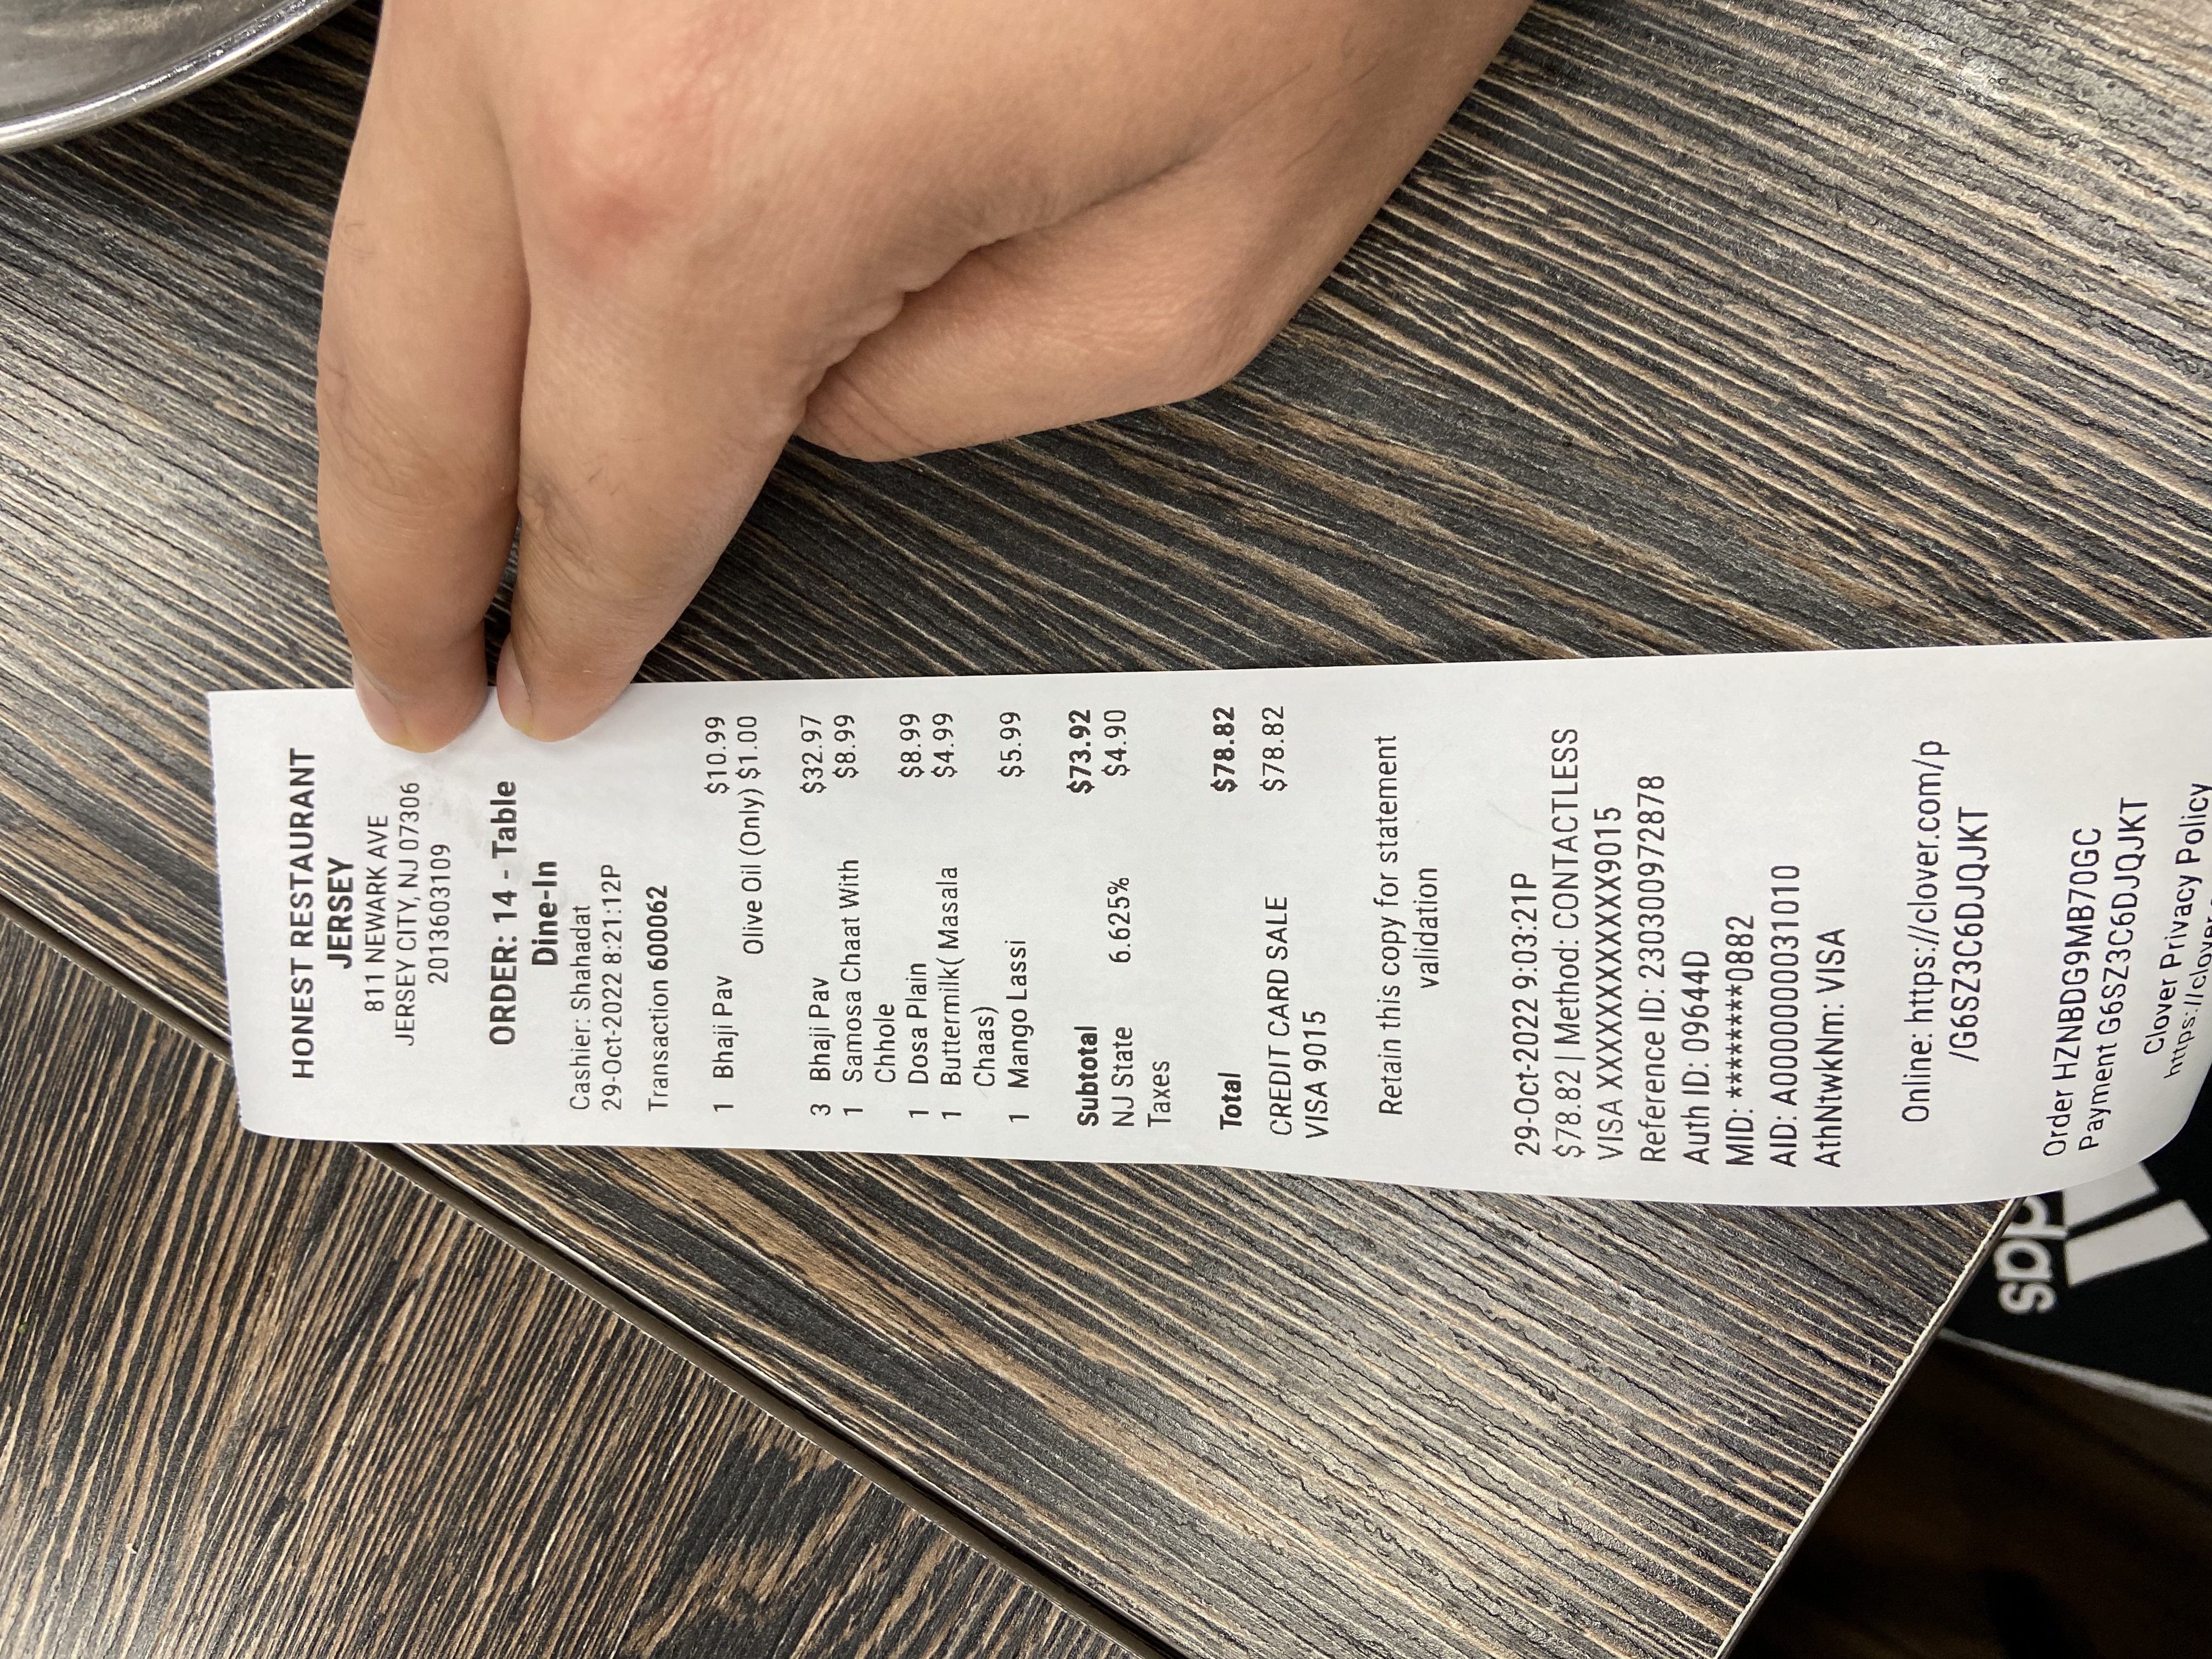 HONEST RESTAURANT
JERSEY
811 NEWARK AVE
JERSEY CITY, NJ 07306
2013603109
ORDER: 14 - Table
Dine-In
Cashier: Shahadat
29-Oct-2022 8:21:12P
Transaction 600062
1 Bhaji Pav $10.99
Olive Oil (Only) $1.00
3 Bhaji Pav $32.97
1 Samosa Chaat With $8.99
Chhole
1 Dosa Plain $8.99
1 Buttermilk( Masala $4.99
Chaas)
1 Mango Lassi $5.99
Subtotal $73.92
NJ State 6.625% $4.90
Taxes
Total $78.82
CREDIT CARD SALE $78.82
VISA 9015
Retain this copy for statement
validation
29-Oct-2022 9:03:21P
$78.82 | Method: CONTACTLESS
VISA XXXXXXXXXXXX9015
Reference ID: 230300972878
Auth ID: 09644D
MID: ********0882
AID: A0000000031010
AthNtwkNm: VISA
Online: https://clover.com/p
/G6SZ3C6DJQJKT
Order HZNBDG9MB70GC
Payment G6SZ3C6DJQJKT
Clover Privacy Policy